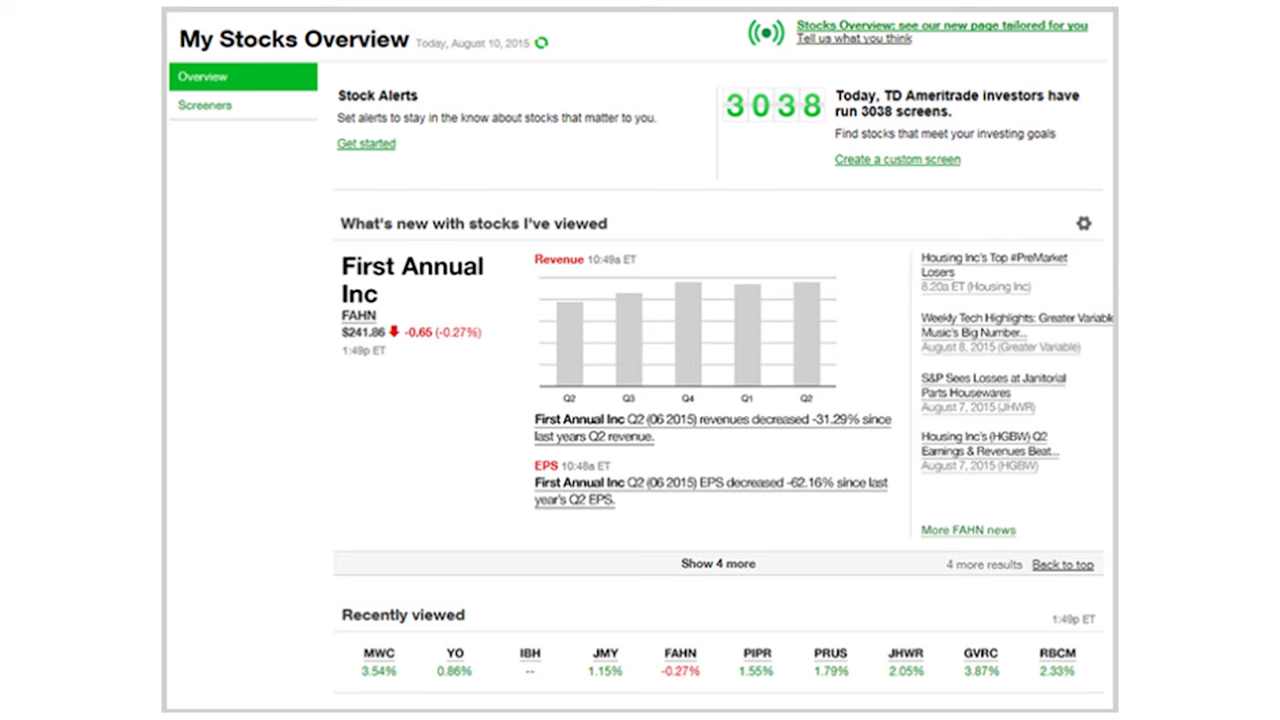 My Stocks Overview Today, August 10, 2015
Stocks Overview: see our new page tailored for you
Tell us what you think
Overview
Screeners
Stock Alerts
Set alerts to stay in the know about stocks that matter to you.
Get started
3038
Today, TD Ameritrade investors have
run 3038 screens.
Find stocks that meet your investing goals
Create a custom screen
What's new with stocks I've viewed
First Annual
Inc
FAHN
$241.86 -0.65 (-0.27%)
1:49p ET
Revenue 10:49a ET
Q2 Q3 Q4 Q1 Q2
First Annual Inc Q2 (06 2015) revenues decreased -31.29% since
last years Q2 revenue.
EPS 10:48a ET
First Annual Inc Q2 (06 2015) EPS decreased -62.16% since last
year's Q2 EPS.
Housing Inc's Top #PreMarket
Losers
8.20a ET (Housing Inc)
Weekly Tech Highlights: Greater Variable
Music's Big Number...
August 8, 2015 (Greater Variable)
S&P Sees Losses at Janitorial
Parts Housewares
August 7, 2015 (JHWR)
Housing Inc's (HGBW) Q2
Earnings & Revenues Beat...
August 7, 2015 (HGBW)
More FAHN news
Show 4 more
4 more results Back to top
Recently viewed
1:49p ET
MWC YO IBH JMY FAHN PIPR PRUS JHWR GVRC RBCM
3.54% 0.86% -- 1.15% -0.27% 1.55% 1.79% 2.05% 3.87% 2.33%